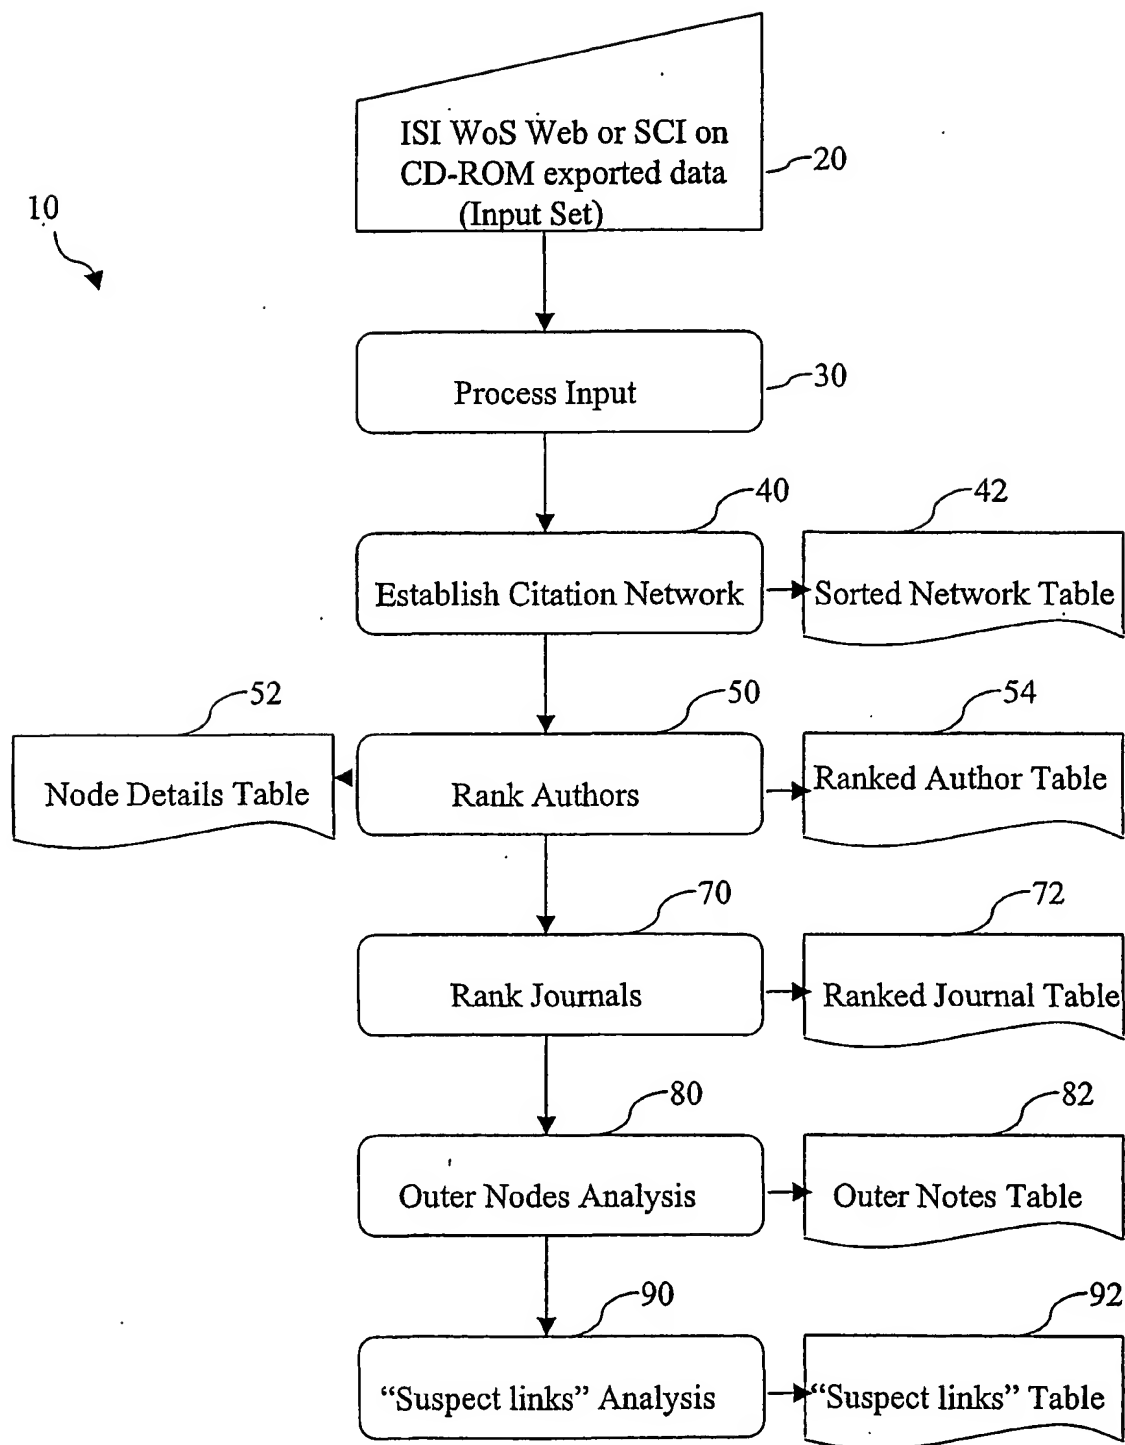 ISI WoS Web or SCI on
CD-ROM exported data
(Input Set)
20
10
Process Input
30
40
42
Establish Citation Network
Sorted Network Table
52
50
54
Node Details Table
Rank Authors
Ranked Author Table
70
72
Rank Journals
Ranked Journal Table
80
82
Outer Nodes Analysis
Outer Notes Table
90
92
“Suspect links” Analysis
“Suspect links” Table